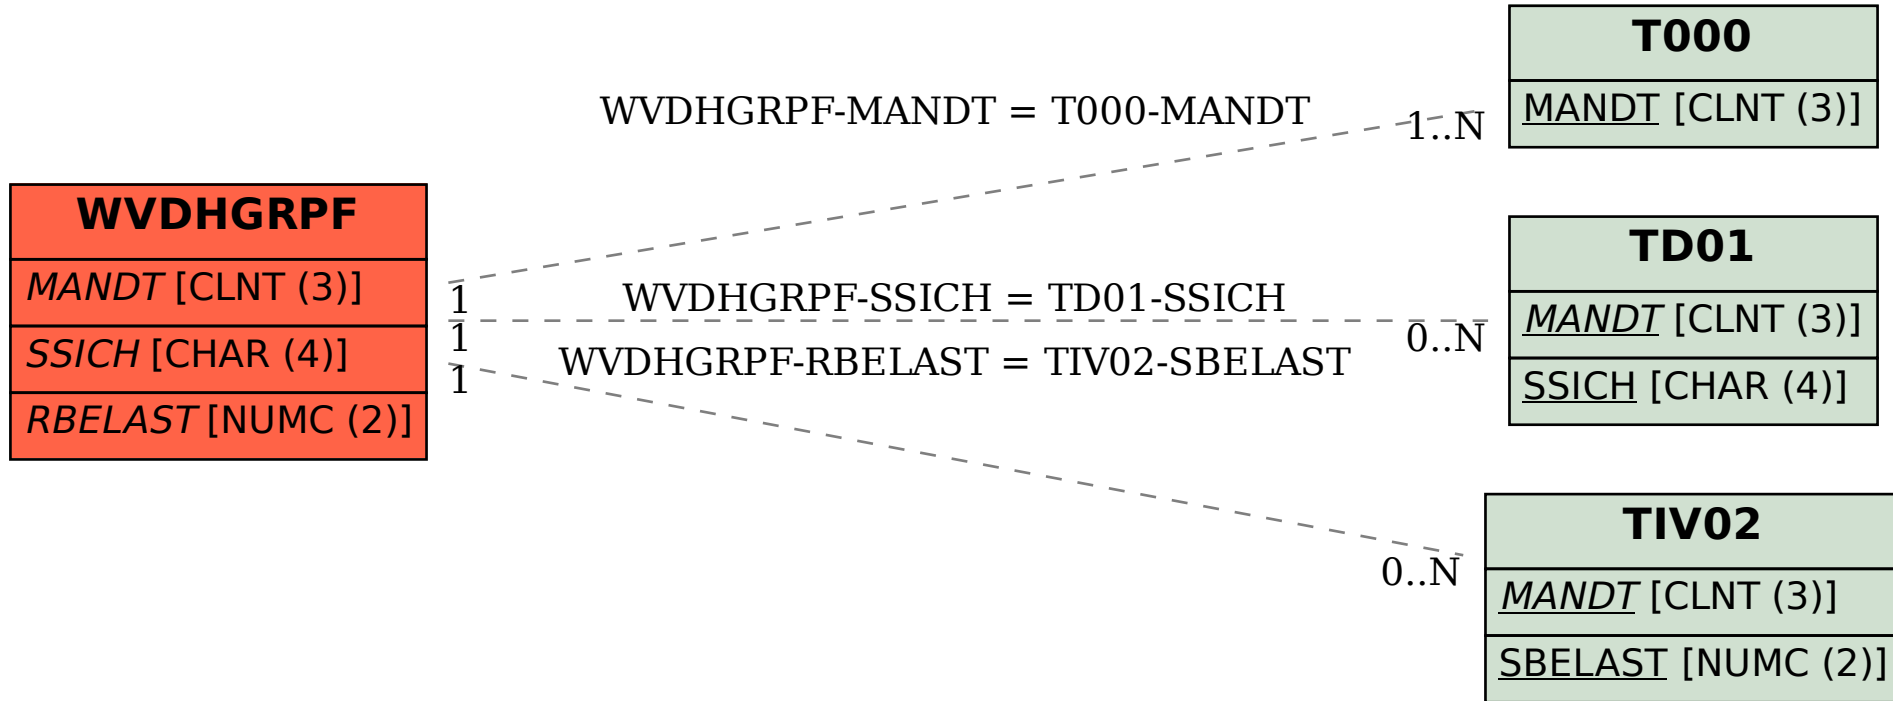 WVDHGRPF
MANDT [CLNT (3)]
SSICH [CHAR (4)]
RBELAST [NUMC (2)]
WVDHGRPF-MANDT = T000-MANDT
1
1..N
WVDHGRPF-SSICH = TD01-SSICH
1
0..N
WVDHGRPF-RBELAST = TIV02-SBELAST
1
0..N
T000
MANDT [CLNT (3)]
TD01
MANDT [CLNT (3)]
SSICH [CHAR (4)]
TIV02
MANDT [CLNT (3)]
SBELAST [NUMC (2)]